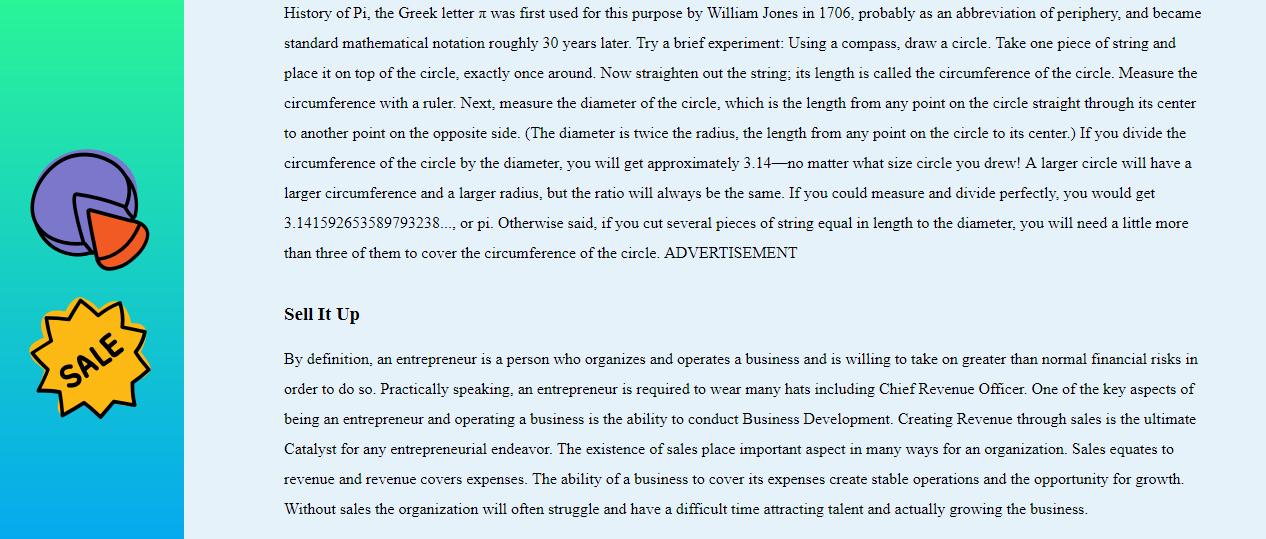 History of Pi, the Greek letter π was first used for this purpose by William Jones in 1706, probably as an abbreviation of periphery, and became
standard mathematical notation roughly 30 years later. Try a brief experiment: Using a compass, draw a circle. Take one piece of string and
place it on top of the circle, exactly once around. Now straighten out the string; its length is called the circumference of the circle. Measure the
circumference with a ruler. Next, measure the diameter of the circle, which is the length from any point on the circle straight through its center
to another point on the opposite side. (The diameter is twice the radius, the length from any point on the circle to its center.) If you divide the
circumference of the circle by the diameter, you will get approximately 3.14—no matter what size circle you drew! A larger circle will have a
larger circumference and a larger radius, but the ratio will always be the same. If you could measure and divide perfectly, you would get
3.141592653589793238..., or pi. Otherwise said, if you cut several pieces of string equal in length to the diameter, you will need a little more
than three of them to cover the circumference of the circle. ADVERTISEMENT
SALE
Sell It Up
By definition, an entrepreneur is a person who organizes and operates a business and is willing to take on greater than normal financial risks in
order to do so. Practically speaking, an entrepreneur is required to wear many hats including Chief Revenue Officer. One of the key aspects of
being an entrepreneur and operating a business is the ability to conduct Business Development. Creating Revenue through sales is the ultimate
Catalyst for any entrepreneurial endeavor. The existence of sales place important aspect in many ways for an organization. Sales equates to
revenue and revenue covers expenses. The ability of a business to cover its expenses create stable operations and the opportunity for growth.
Without sales the organization will often struggle and have a difficult time attracting talent and actually growing the business.